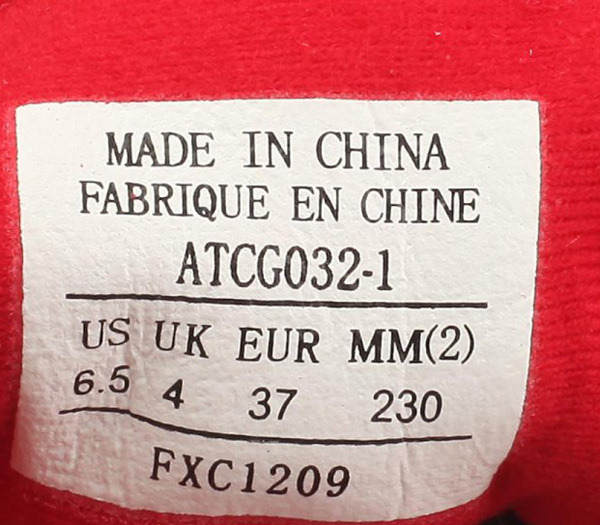 MADE IN CHINA
FABRIQUE EN CHINE
ATCG032-1
US UK EUR MM(2)
6.5 4 37 230
FXC1209